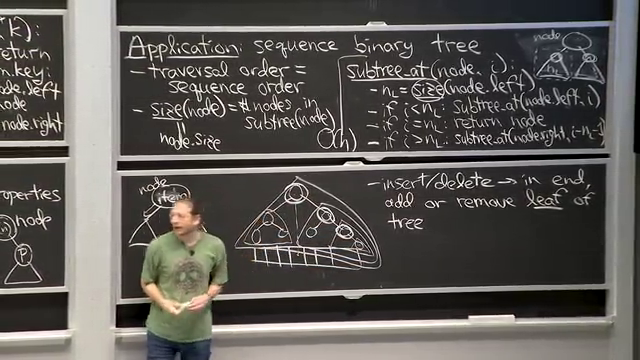 (k):
return
n.key:
node.left)
node
node.right)
Application: sequence binary tree
- traversal order =
sequence order
- size(node) = # nodes in
subtree(node)
node.size
O(h)
subtree_at(node, i):
- nL = size(node.left)
- if i < nL: subtree_at(node.left, i)
- if i = nL: return node
- if i > nL: subtree_at(node.right, i-nL-1)
node
nL
properties
node
P
node
item
- insert/delete → in end,
add or remove leaf of
tree